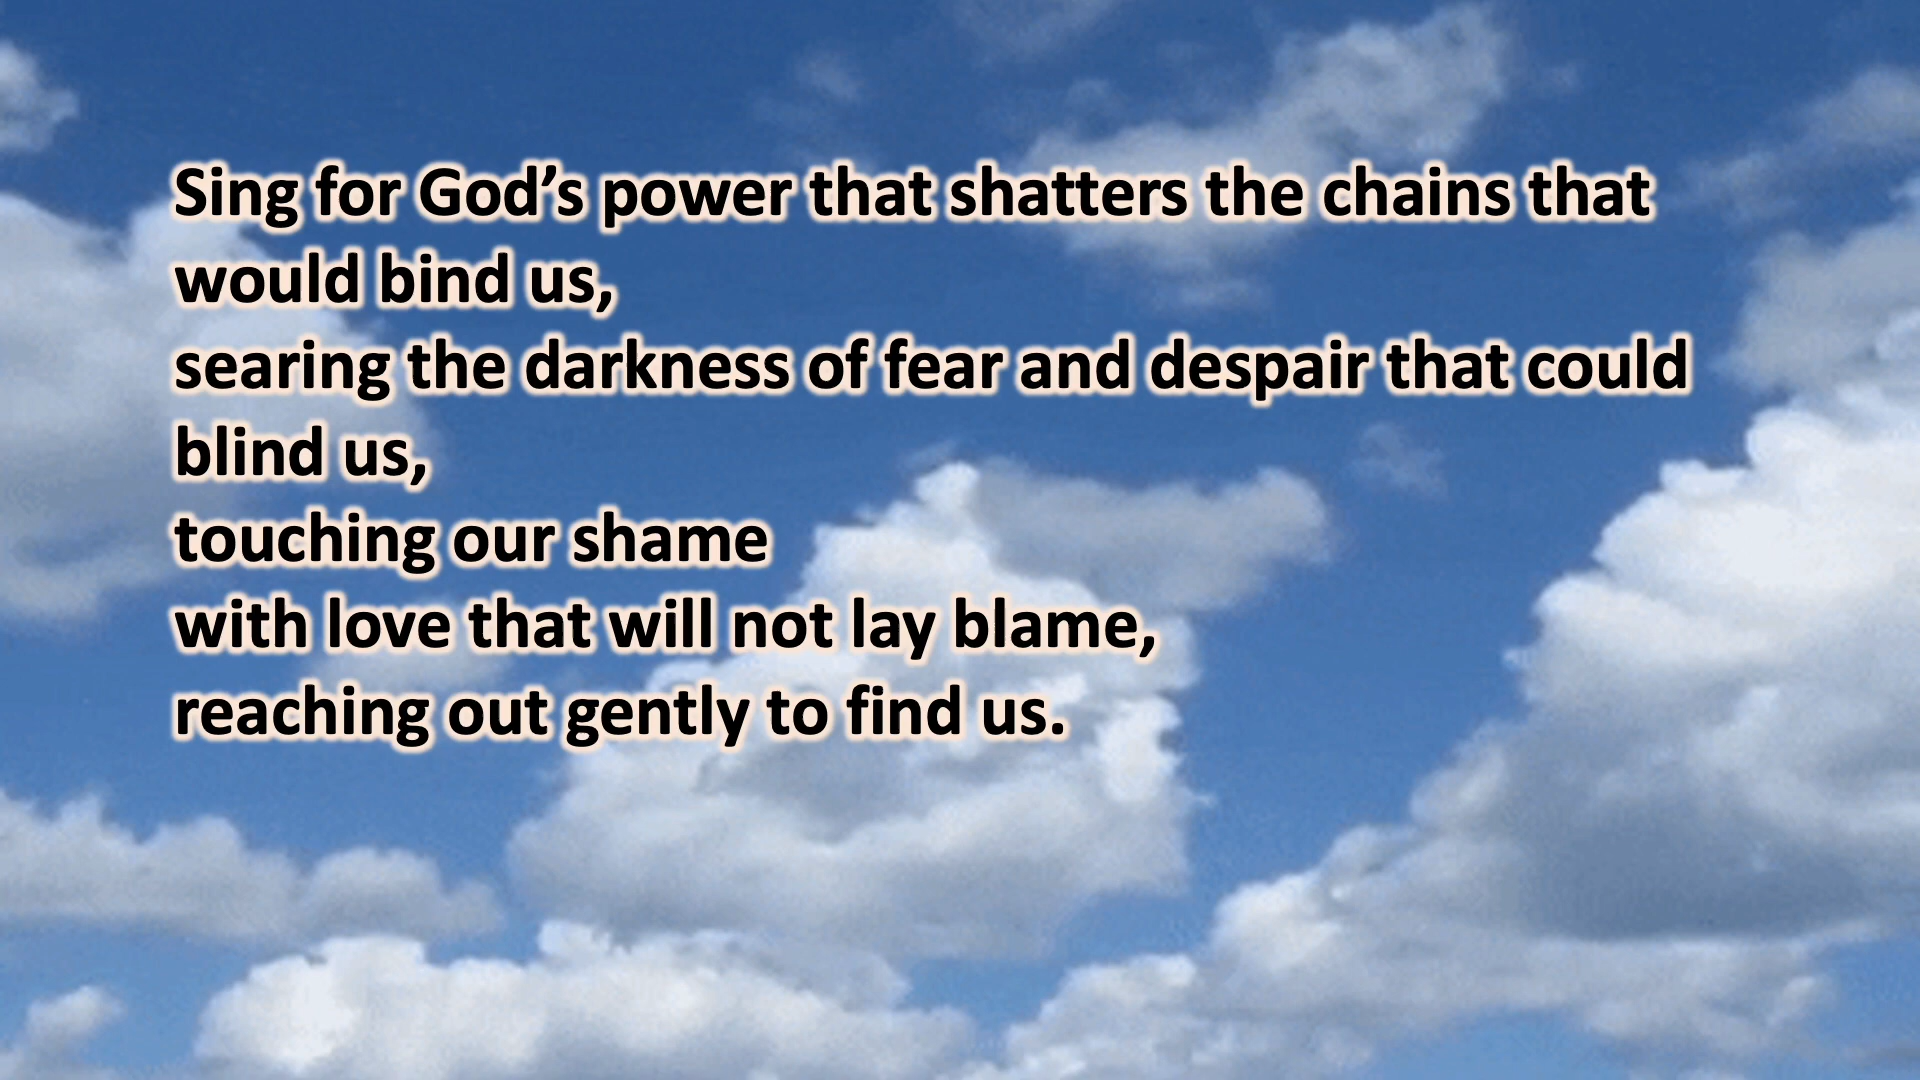 Sing for God’s power that shatters the chains that
would bind us,
searing the darkness of fear and despair that could
blind us,
touching our shame
with love that will not lay blame,
reaching out gently to find us.